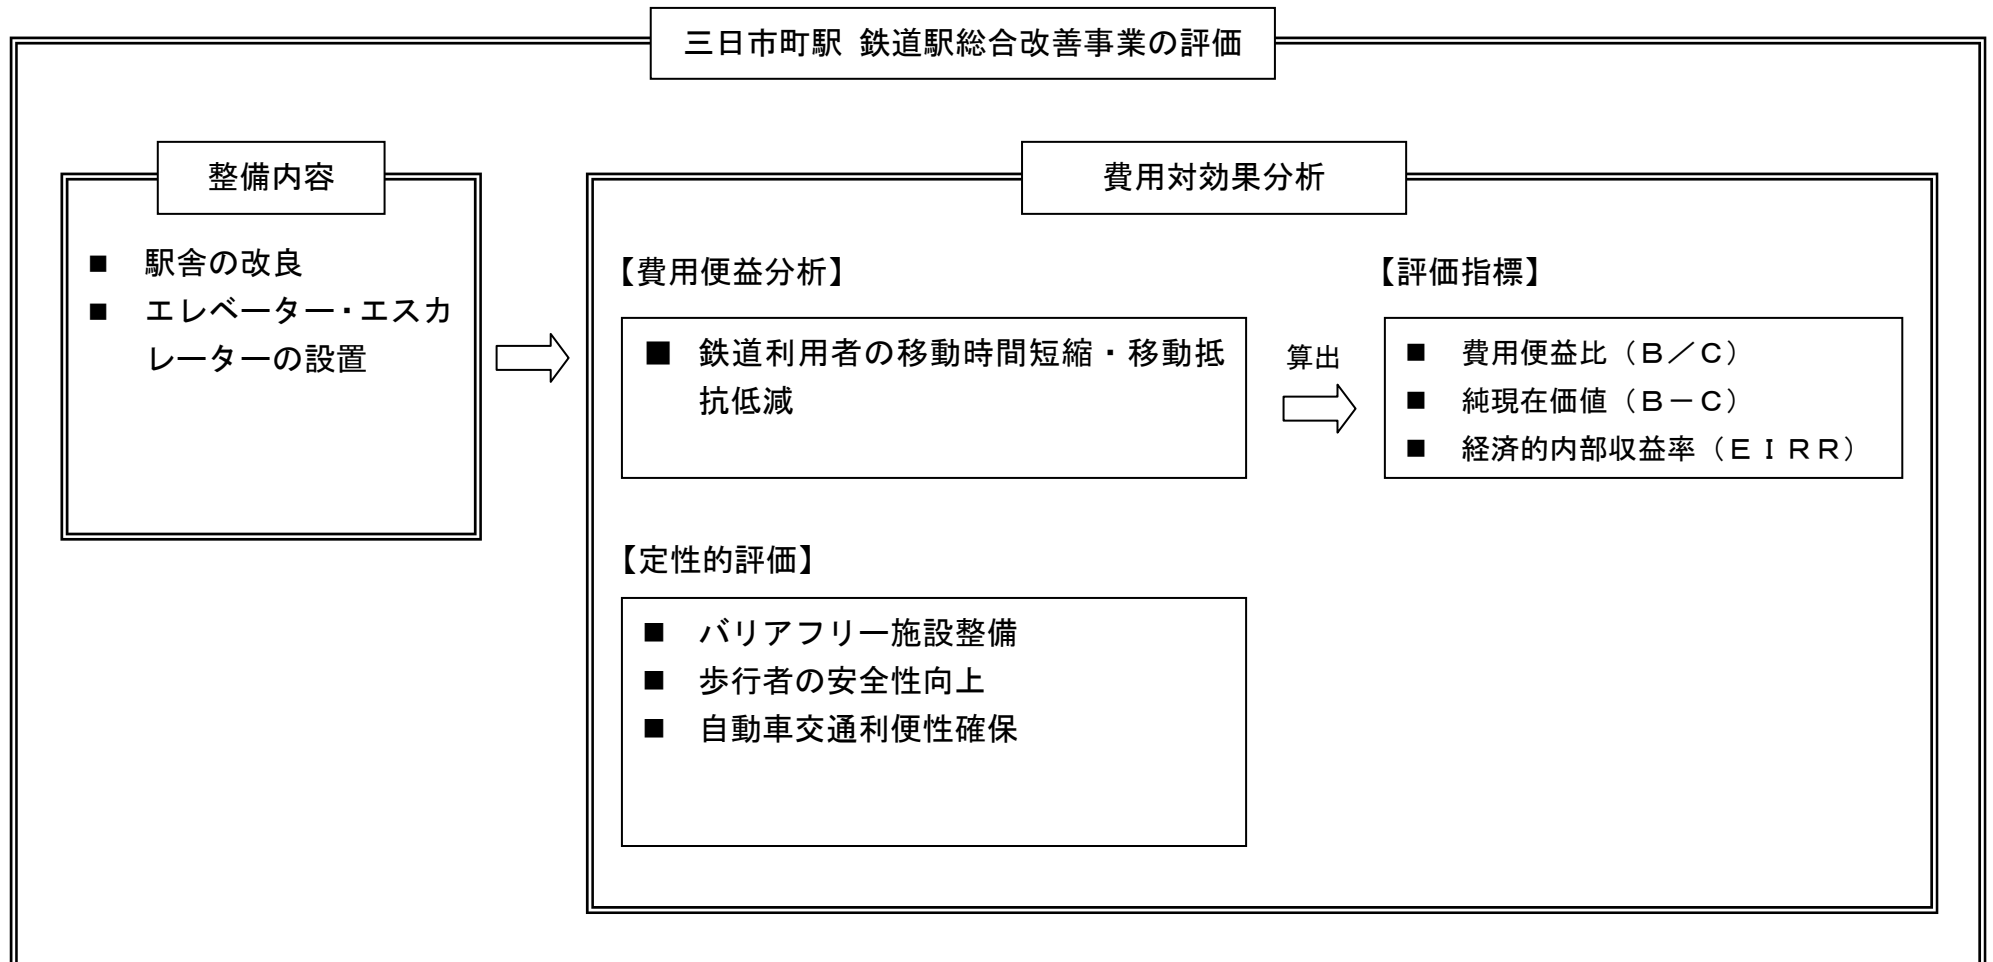 三日市町駅 鉄道駅総合改善事業の評価
整備内容
■ 駅舎の改良
■ エレベーター・エスカ
レーターの設置
費用対効果分析
【費用便益分析】
■ 鉄道利用者の移動時間短縮・移動抵
抗低減
算出
【評価指標】
■ 費用便益比（Ｂ／Ｃ）
■ 純現在価値（Ｂ－Ｃ）
■ 経済的内部収益率（ＥＩＲＲ）
【定性的評価】
■ バリアフリー施設整備
■ 歩行者の安全性向上
■ 自動車交通利便性確保